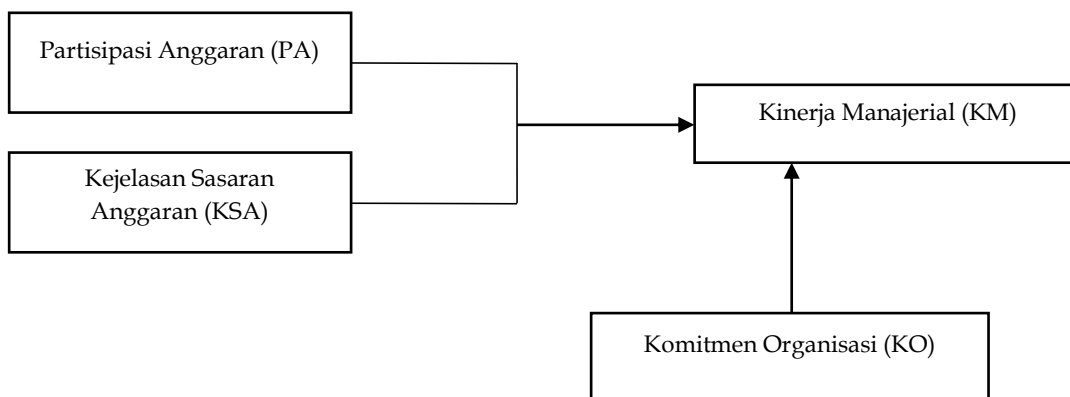 Partisipasi Anggaran (PA)
Kinerja Manajerial (KM)
Kejelasan Sasaran
Anggaran (KSA)
Komitmen Organisasi (KO)